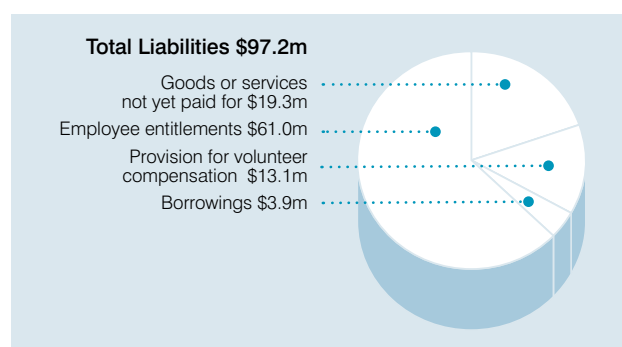 Total Liabilities $97.2m
Goods or services
not yet paid for $19.3m
Employee entitlements $61.0m
Provision for volunteer
compensation $13.1m
Borrowings $3.9m